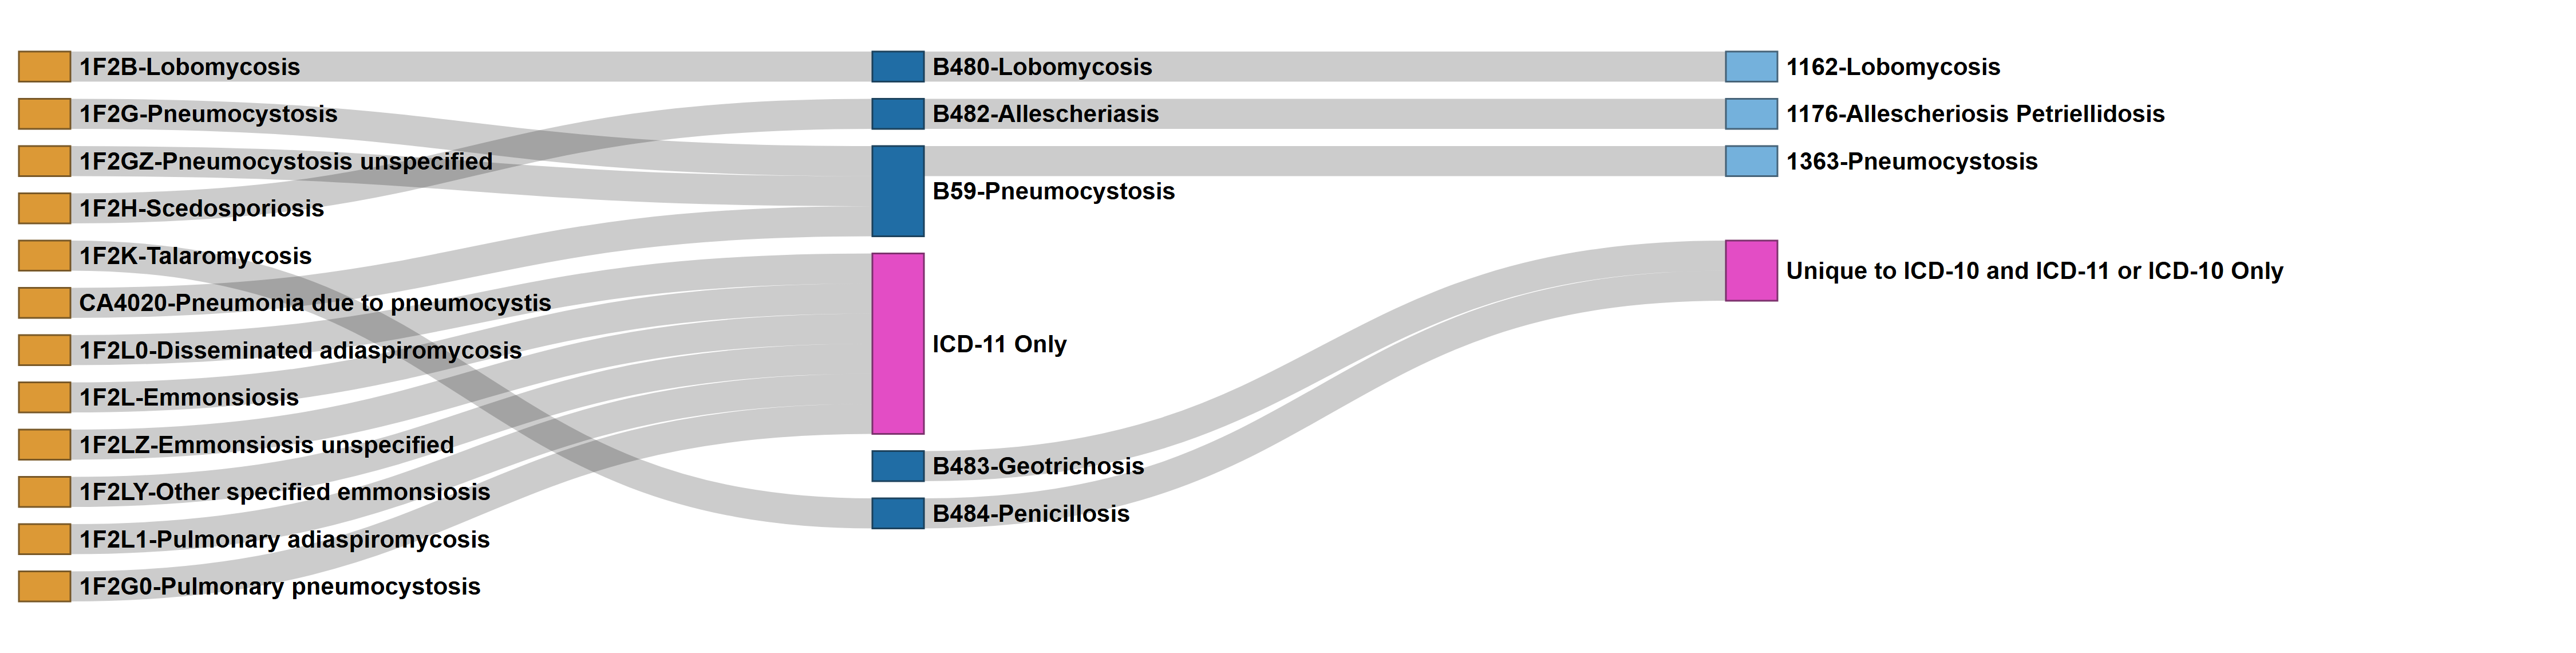 1F2B-Lobomycosis
1F2G-Pneumocystosis
1F2GZ-Pneumocystosis unspecified
1F2H-Scedosporiosis
1F2K-Talaromycosis
CA4020-Pneumonia due to pneumocystis
1F2L0-Disseminated adiaspiromycosis
1F2L-Emmonsiosis
1F2LZ-Emmonsiosis unspecified
1F2LY-Other specified emmonsiosis
1F2L1-Pulmonary adiaspiromycosis
1F2G0-Pulmonary pneumocystosis
B480-Lobomycosis
B482-Allescheriasis
B59-Pneumocystosis
ICD-11 Only
B483-Geotrichosis
B484-Penicillosis
1162-Lobomycosis
1176-Allescheriosis Petriellidosis
1363-Pneumocystosis
Unique to ICD-10 and ICD-11 or ICD-10 Only